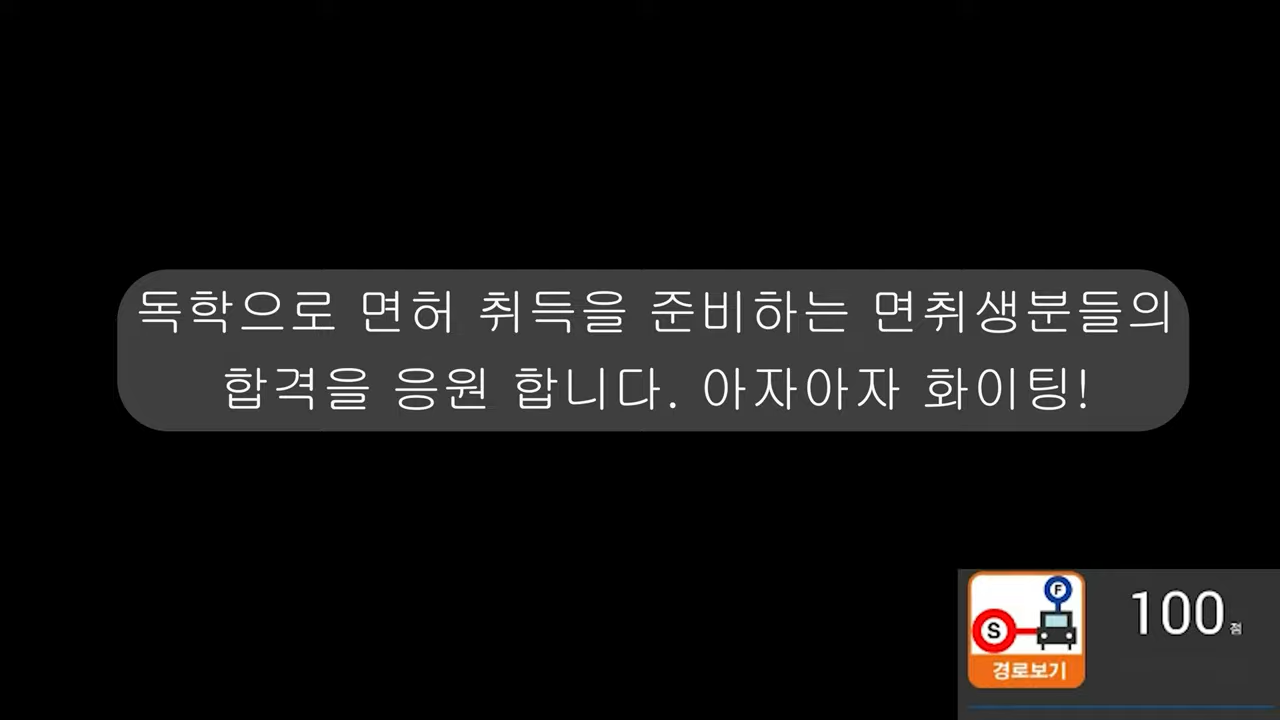 독학으로 면허 취득을 준비하는 면취생분들의
합격을 응원 합니다. 아자아자 화이팅!
F
S
경로보기
100점